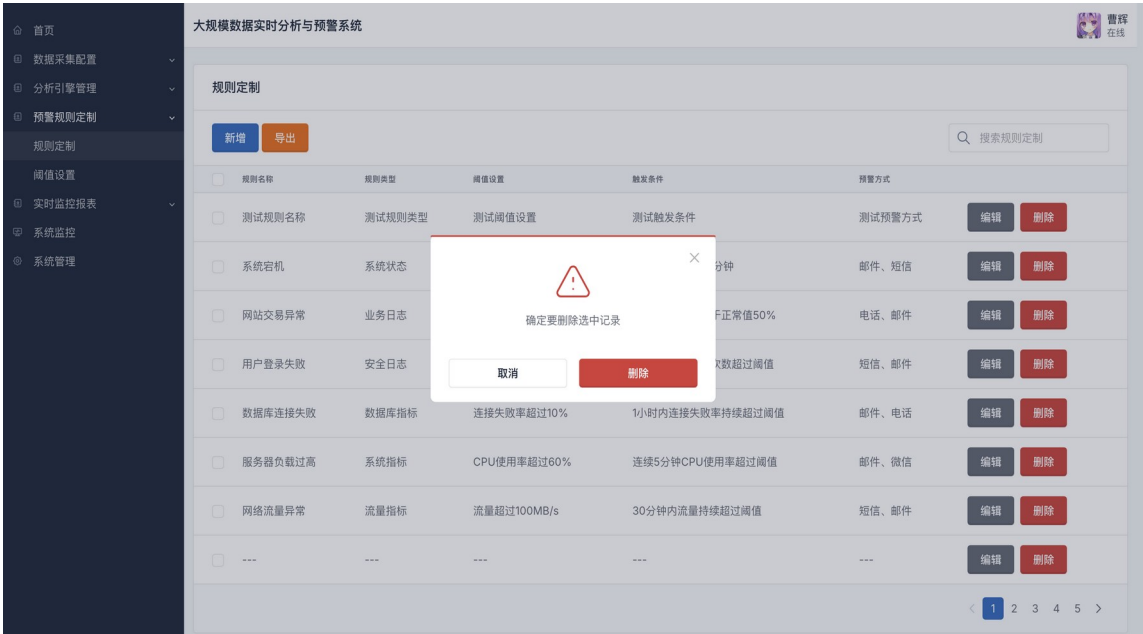 首页
数据采集配置
分析引擎管理
预警规则定制
规则定制
阈值设置
实时监控报表
系统监控
系统管理
大规模数据实时分析与预警系统
曹辉
在线
规则定制
新增 导出 搜索规则定制
规则名称 规则类型 阈值设置 触发条件 预警方式
测试规则名称 测试规则类型 测试阈值设置 测试触发条件 测试预警方式 编辑 删除
系统宕机 系统状态 分钟 邮件、短信 编辑 删除
网站交易异常 业务日志 正常值50% 电话、邮件 编辑 删除
用户登录失败 安全日志 数超过阈值 短信、邮件 编辑 删除
数据库连接失败 数据库指标 连接失败率超过10% 1小时内连接失败率持续超过阈值 邮件、电话 编辑 删除
服务器负载过高 系统指标 CPU使用率超过60% 连续5分钟CPU使用率超过阈值 邮件、微信 编辑 删除
网络流量异常 流量指标 流量超过100MB/s 30分钟内流量持续超过阈值 短信、邮件 编辑 删除
--- --- --- --- --- 编辑 删除
确定要删除选中记录
取消 删除
1 2 3 4 5